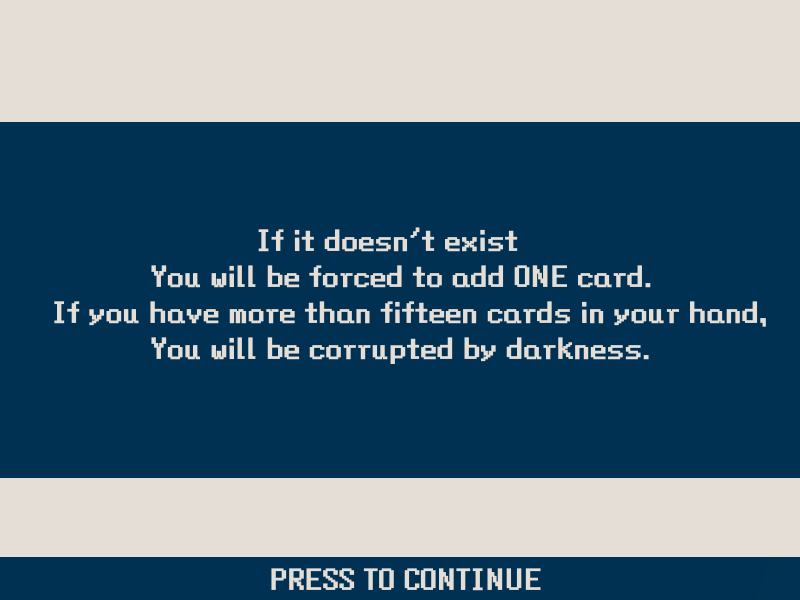 If it doesn't exist
You will be forced to add ONE card.
If you have more than fifteen cards in your hand,
You will be corrupted by darkness.
PRESS TO CONTINUE